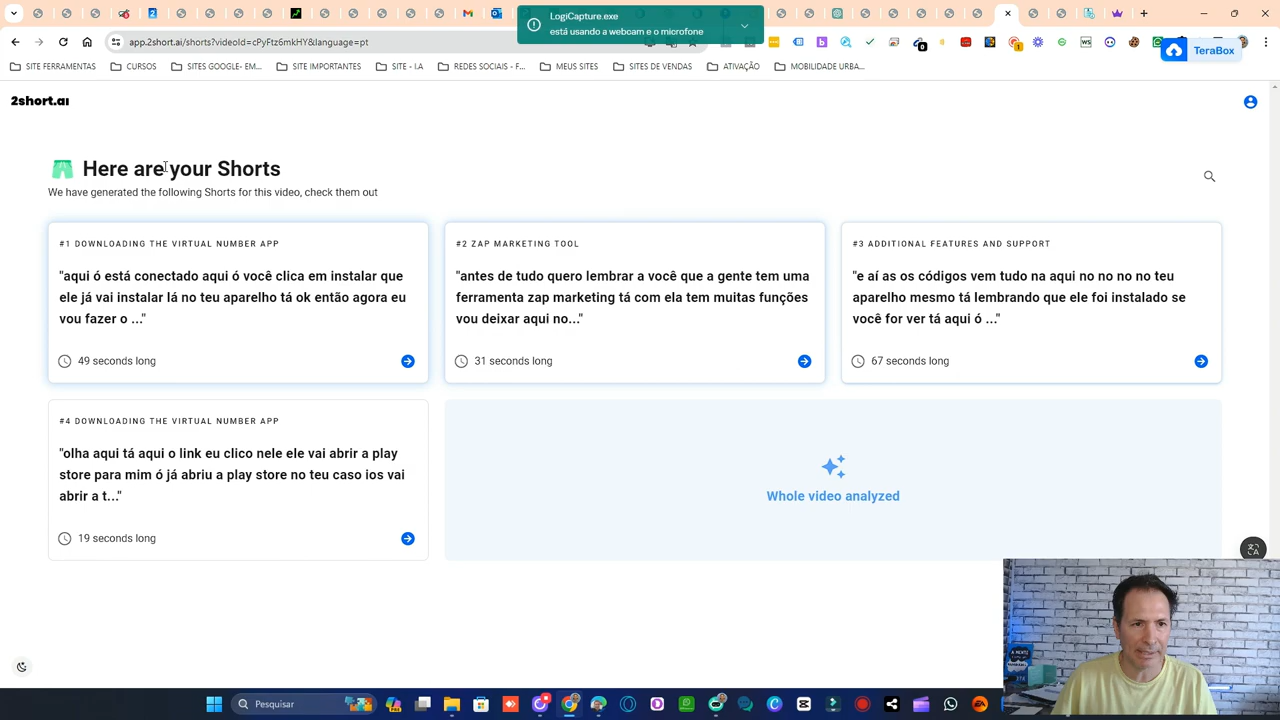 LogiCapture.exe
está usando a webcam e o microfone
app.2short.ai/shorts?videoId=cPyFtz6mkHY&language=pt
TeraBox
SITE FERRAMENTAS
CURSOS
SITES GOOGLE- EM...
SITE IMPORTANTES
SITE - I.A
REDES SOCIAIS - F...
MEUS SITES
SITES DE VENDAS
ATIVAÇÃO
MOBILIDADE URBA...
2short.ai
Here are your Shorts
We have generated the following Shorts for this video, check them out
#1 DOWNLOADING THE VIRTUAL NUMBER APP
"aqui ó está conectado aqui ó você clica em instalar que
ele já vai instalar lá no teu aparelho tá ok então agora eu
vou fazer o ..."
49 seconds long
#2 ZAP MARKETING TOOL
"antes de tudo quero lembrar a você que a gente tem uma
ferramenta zap marketing tá com ela tem muitas funções
vou deixar aqui no..."
31 seconds long
#3 ADDITIONAL FEATURES AND SUPPORT
"e aí as os códigos vem tudo na aqui no no no no teu
aparelho mesmo tá lembrando que ele foi instalado se
você for ver tá aqui ó ..."
67 seconds long
#4 DOWNLOADING THE VIRTUAL NUMBER APP
"olha aqui tá aqui o link eu clico nele ele vai abrir a play
store para mim ó já abriu a play store no teu caso ios vai
abrir a t..."
19 seconds long
Whole video analyzed
Pesquisar